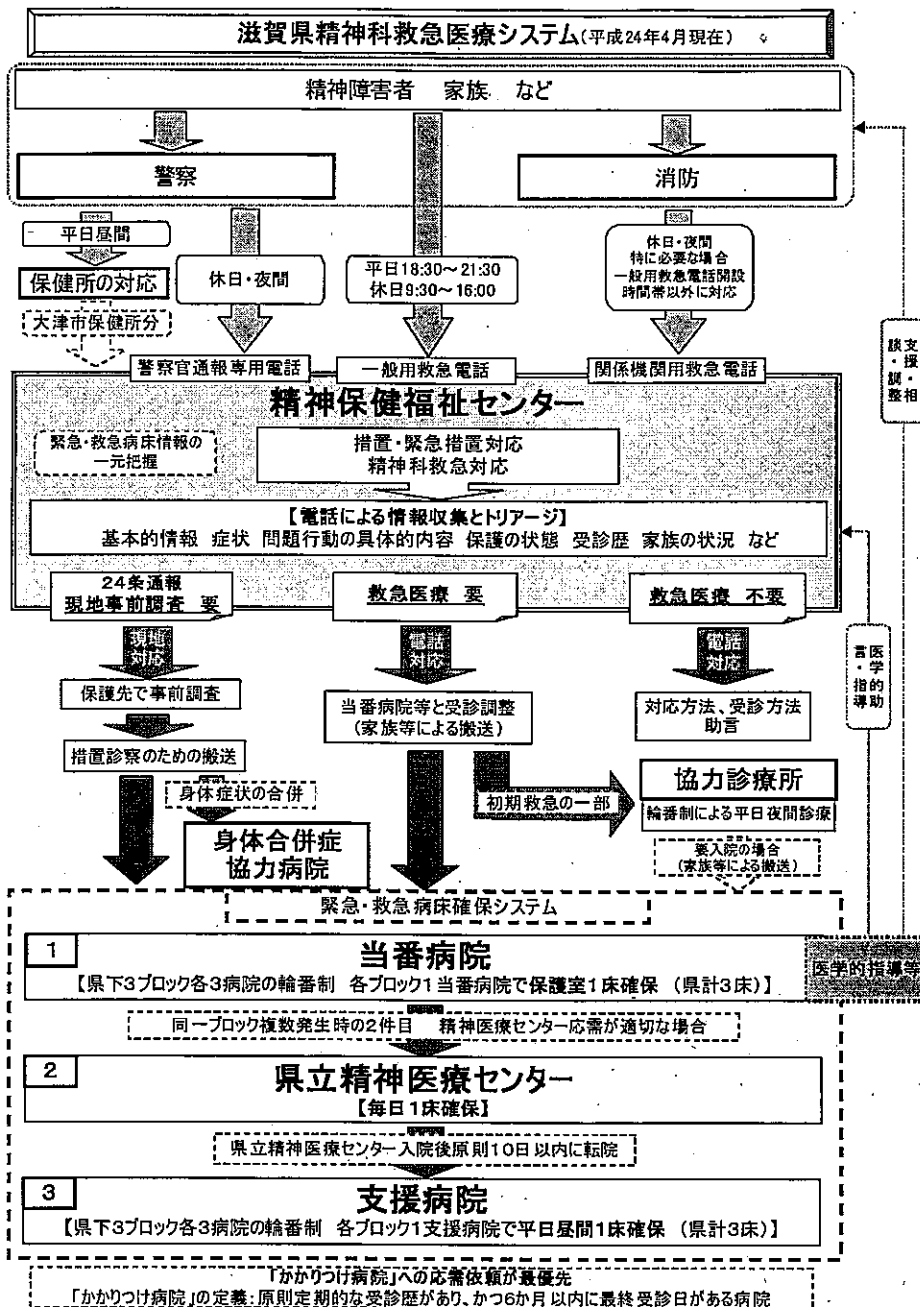 滋賀県精神科救急医療システム(平成24年4月現在)
精神障害者 家族 など
警察
消防
平日昼間
保健所の対応
大津市保健所分
休日・夜間
平日18:30～21:30
休日9:30～16:00
休日・夜間
特に必要な場合
一般用救急電話開設
時間帯以外に対応
支援・相
談・調整
警察官通報専用電話
一般用救急電話
関係機関用救急電話
精神保健福祉センター
緊急・救急病床情報の
一元把握
措置・緊急措置対応
精神科救急対応
【電話による情報収集とトリアージ】
基本的情報 症状 問題行動の具体的内容 保護の状態 受診歴 家族の状況 など
24条通報
現地事前調査 要
救急医療 要
救急医療 不要
現地
対応
電話
対応
電話
対応
医学的助
言・指導
保護先で事前調査
当番病院等と受診調整
(家族等による搬送)
対応方法、受診方法
助言
措置診察のための搬送
身体症状の合併
身体合併症
協力病院
初期救急の一部
協力診療所
輪番制による平日夜間診療
要入院の場合
(家族等による搬送)
緊急・救急病床確保システム
1
当番病院
【県下3ブロック各3病院の輪番制 各ブロック1当番病院で保護室1床確保 (県計3床)】
医学的指導等
同一ブロック複数発生時の2件目 精神医療センター応需が適切な場合
2
県立精神医療センター
【毎日1床確保】
県立精神医療センター入院後原則10日以内に転院
3
支援病院
【県下3ブロック各3病院の輪番制 各ブロック1支援病院で平日昼間1床確保 (県計3床)】
「かかりつけ病院」への応需依頼が最優先
「かかりつけ病院」の定義:原則定期的な受診歴があり、かつ6か月以内に最終受診日がある病院